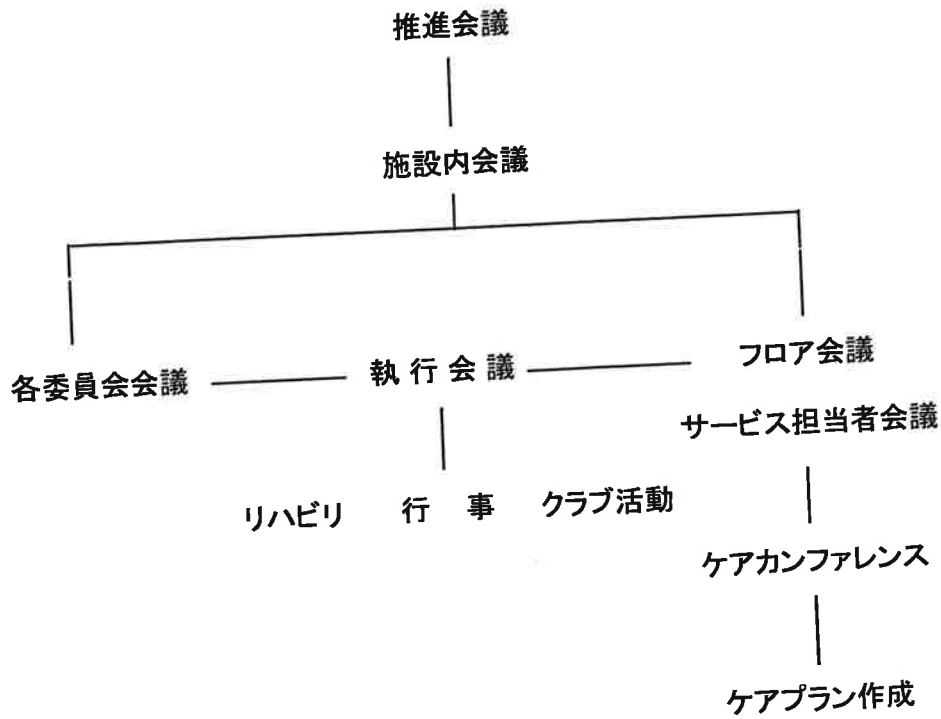 推進会議
施設内会議
各委員会会議 執行会議 フロア会議
サービス担当者会議
リハビリ 行事 クラブ活動
ケアカンファレンス
ケアプラン作成